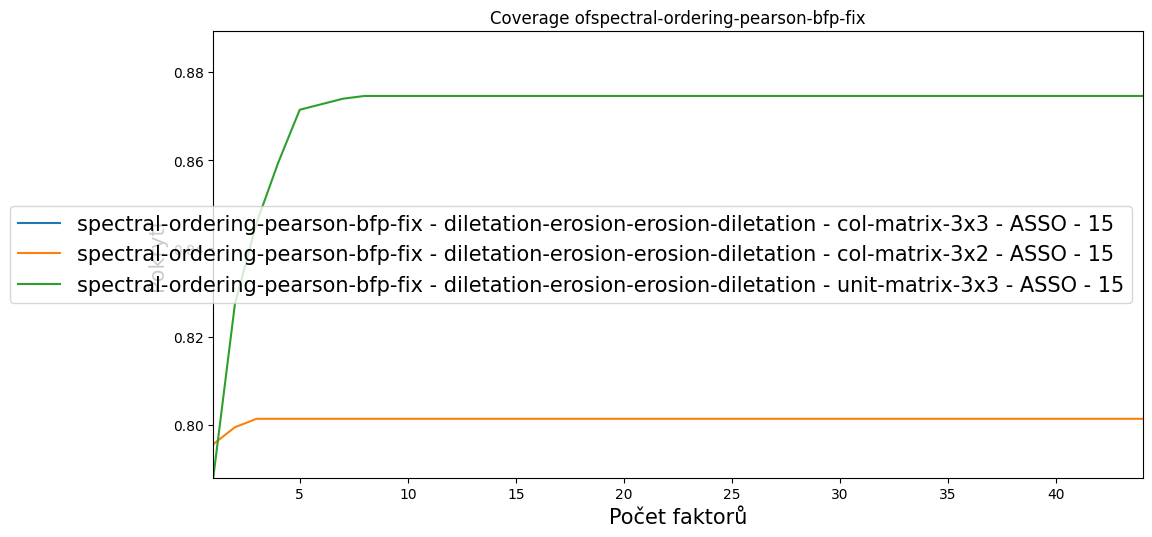 Coverage ofspectral-ordering-pearson-bfp-fix
0.88
0.86
spectral-ordering-pearson-bfp-fix - diletation-erosion-erosion-diletation - col-matrix-3x3 - ASSO - 15
spectral-ordering-pearson-bfp-fix - diletation-erosion-erosion-diletation - col-matrix-3x2 - ASSO - 15
spectral-ordering-pearson-bfp-fix - diletation-erosion-erosion-diletation - unit-matrix-3x3 - ASSO - 15
0.82
0.80
5 10 15 20 25 30 35 40
Počet faktorů